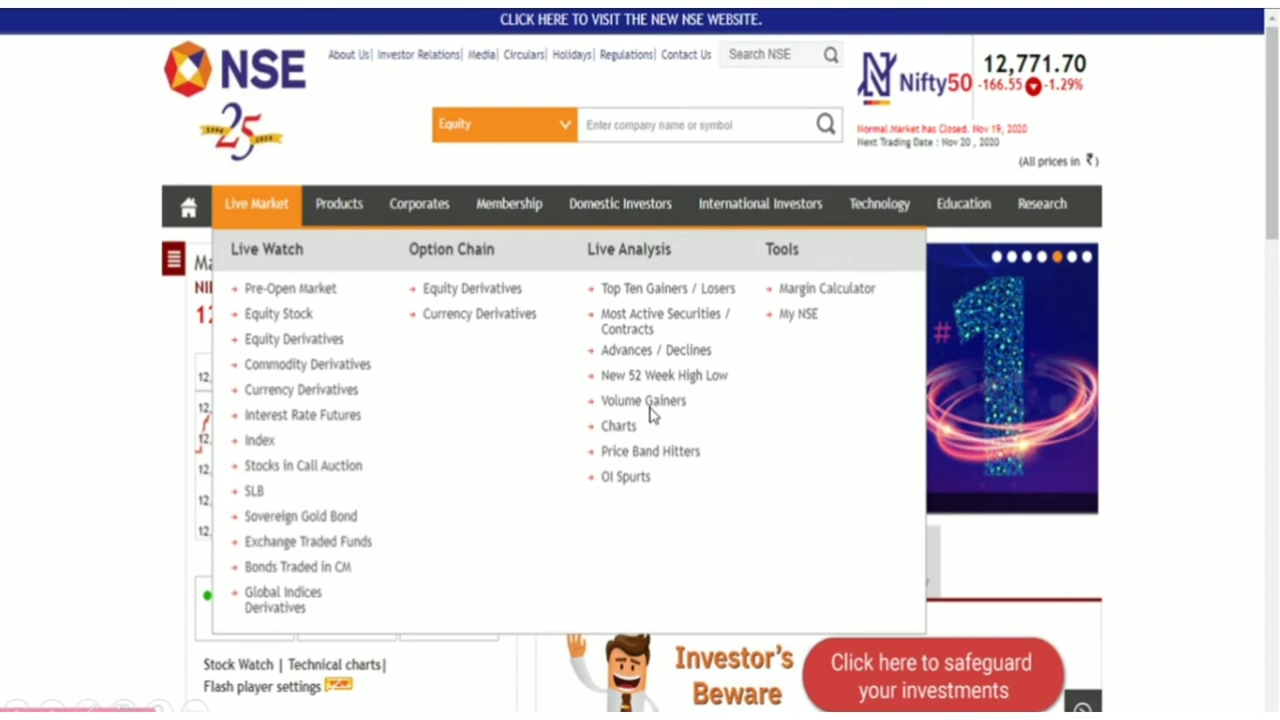 CLICK HERE TO VISIT THE NEW NSE WEBSITE.
NSE
About Us| Investor Relations| Media| Circulars| Holidays| Regulations| Contact Us
Search NSE
Nifty50
12,771.70
-166.55 -1.29%
25
Equity
Enter company name or symbol
Normal Market has Closed. Nov 19, 2020
Next Trading Date : Nov 20 , 2020
(All prices in ₹)
Live Market Products Corporates Membership Domestic Investors International Investors Technology Education Research
Live Watch
Pre-Open Market
Equity Stock
Equity Derivatives
Commodity Derivatives
Currency Derivatives
Interest Rate Futures
Index
Stocks in Call Auction
SLB
Sovereign Gold Bond
Exchange Traded Funds
Bonds Traded in CM
Global Indices
Derivatives
Option Chain
Equity Derivatives
Currency Derivatives
Live Analysis
Top Ten Gainers / Losers
Most Active Securities /
Contracts
Advances / Declines
New 52 Week High Low
Volume Gainers
Charts
Price Band Hitters
OI Spurts
Tools
Margin Calculator
My NSE
12,
12,
12,
12,
12,
12,
#1
Stock Watch | Technical charts|
Flash player settings
Investor's
Beware
Click here to safeguard
your investments